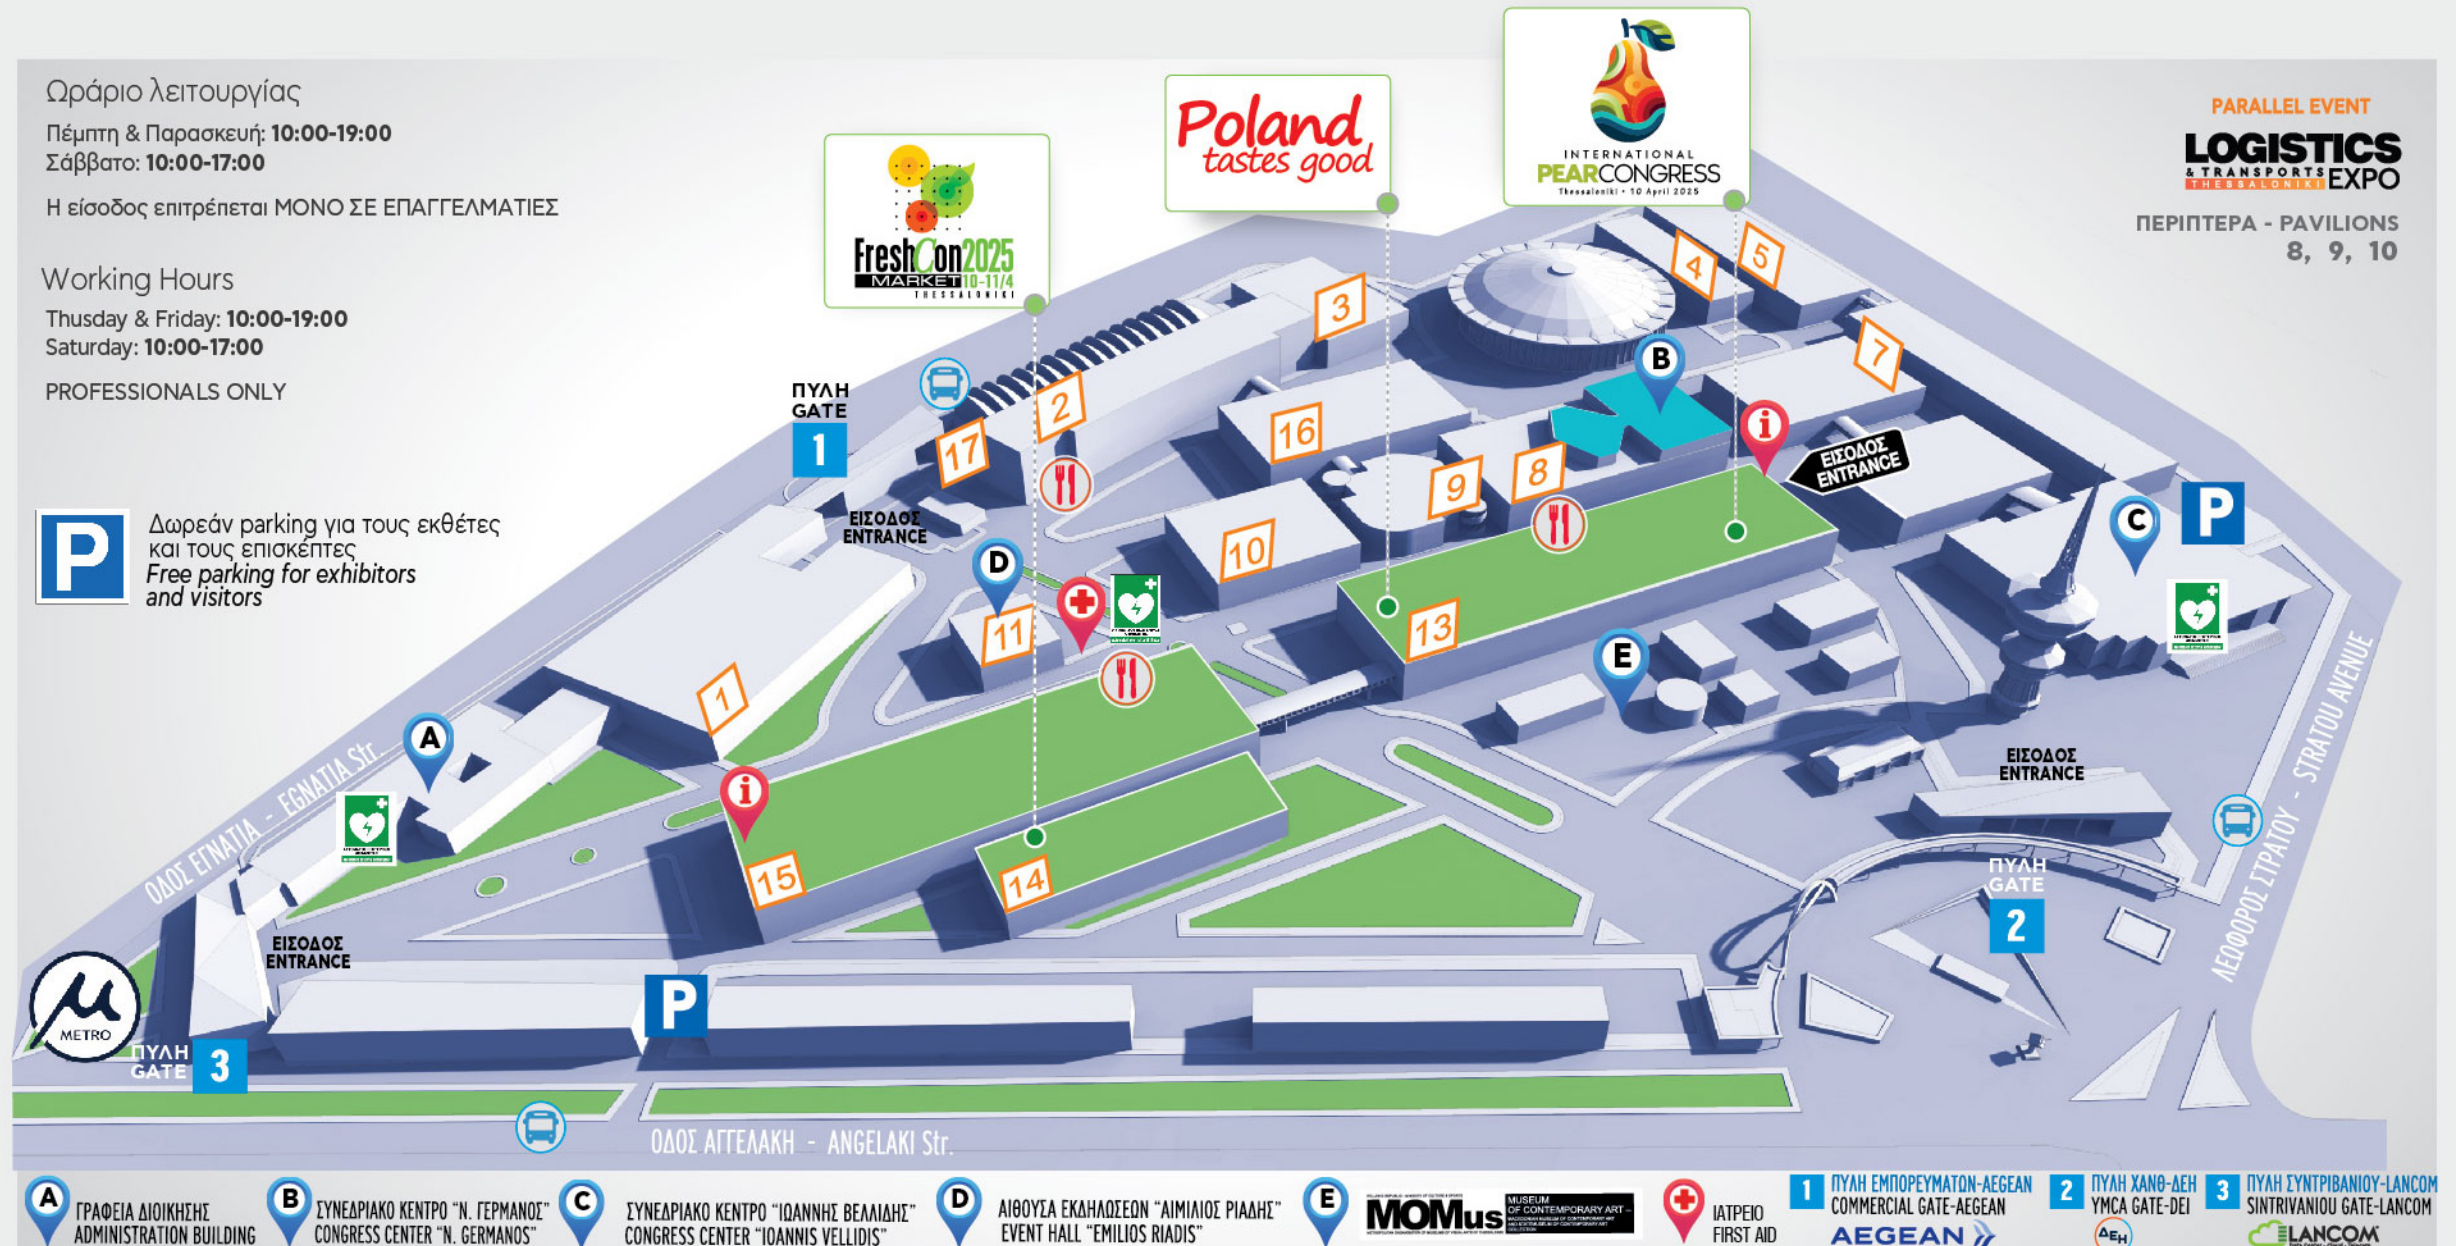 Ωράριο λειτουργίας
Πέμπτη & Παρασκευή: 10:00-19:00
Σάββατο: 10:00-17:00
Η είσοδος επιτρέπεται ΜΟΝΟ ΣΕ ΕΠΑΓΓΕΛΜΑΤΙΕΣ
Working Hours
Thusday & Friday: 10:00-19:00
Saturday: 10:00-17:00
PROFESSIONALS ONLY
P
Δωρεάν parking για τους εκθέτες
και τους επισκέπτες
Free parking for exhibitors
and visitors
FreshCon2025
MARKET 10-11/4
THESSALONIKI
Poland
tastes good
INTERNATIONAL
PEARCONGRESS
Thessaloniki • 10 April 2025
PARALLEL EVENT
LOGISTICS
& TRANSPORTS
THESSALONIKI EXPO
ΠΕΡΙΠΤΕΡΑ - PAVILIONS
8, 9, 10
4
5
3
7
B
2
16
17
9
8
10
i
ΕΙΣΟΔΟΣ
ENTRANCE
ΠΥΛΗ
GATE
1
ΕΙΣΟΔΟΣ
ENTRANCE
D
11
C
P
13
E
1
A
i
15
14
ΕΙΣΟΔΟΣ
ENTRANCE
ΠΥΛΗ
GATE
2
ΕΙΣΟΔΟΣ
ENTRANCE
μ
METRO
ΠΥΛΗ
GATE
3
P
ΟΔΟΣ ΕΓΝΑΤΙΑ - EGNATIA Str.
ΛΕΩΦΟΡΟΣ ΣΤΡΑΤΟΥ - STRATOU AVENUE
ΟΔΟΣ ΑΓΓΕΛΑΚΗ - ANGELAKI Str.
A
ΓΡΑΦΕΙΑ ΔΙΟΙΚΗΣΗΣ
ADMINISTRATION BUILDING
B
ΣΥΝΕΔΡΙΑΚΟ ΚΕΝΤΡΟ "Ν. ΓΕΡΜΑΝΟΣ"
CONGRESS CENTER "N. GERMANOS"
C
ΣΥΝΕΔΡΙΑΚΟ ΚΕΝΤΡΟ "ΙΩΑΝΝΗΣ ΒΕΛΛΙΔΗΣ"
CONGRESS CENTER "IOANNIS VELLIDIS"
D
ΑΙΘΟΥΣΑ ΕΚΔΗΛΩΣΕΩΝ "ΑΙΜΙΛΙΟΣ ΡΙΑΔΗΣ"
EVENT HALL "EMILIOS RIADIS"
E
MOMus
MUSEUM
OF CONTEMPORARY ART –
ΙΑΤΡΕΙΟ
FIRST AID
1
ΠΥΛΗ ΕΜΠΟΡΕΥΜΑΤΩΝ-AEGEAN
COMMERCIAL GATE-AEGEAN
AEGEAN
2
ΠΥΛΗ ΧΑΝΘ-ΔΕΗ
YMCA GATE-DEI
ΔΕΗ
3
ΠΥΛΗ ΣΥΝΤΡΙΒΑΝΙΟΥ-LANCOM
SINTRIVANIOU GATE-LANCOM
LANCOM